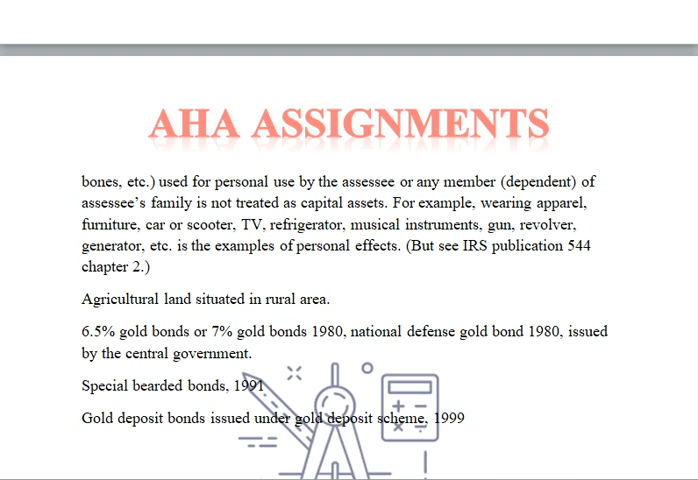 AHA ASSIGNMENTS
bones, etc.) used for personal use by the assessee or any member (dependent) of
assessee’s family is not treated as capital assets. For example, wearing apparel,
furniture, car or scooter, TV, refrigerator, musical instruments, gun, revolver,
generator, etc. is the examples of personal effects. (But see IRS publication 544
chapter 2.)
Agricultural land situated in rural area.
6.5% gold bonds or 7% gold bonds 1980, national defense gold bond 1980, issued
by the central government.
Special bearded bonds, 1991
Gold deposit bonds issued under gold deposit scheme, 1999